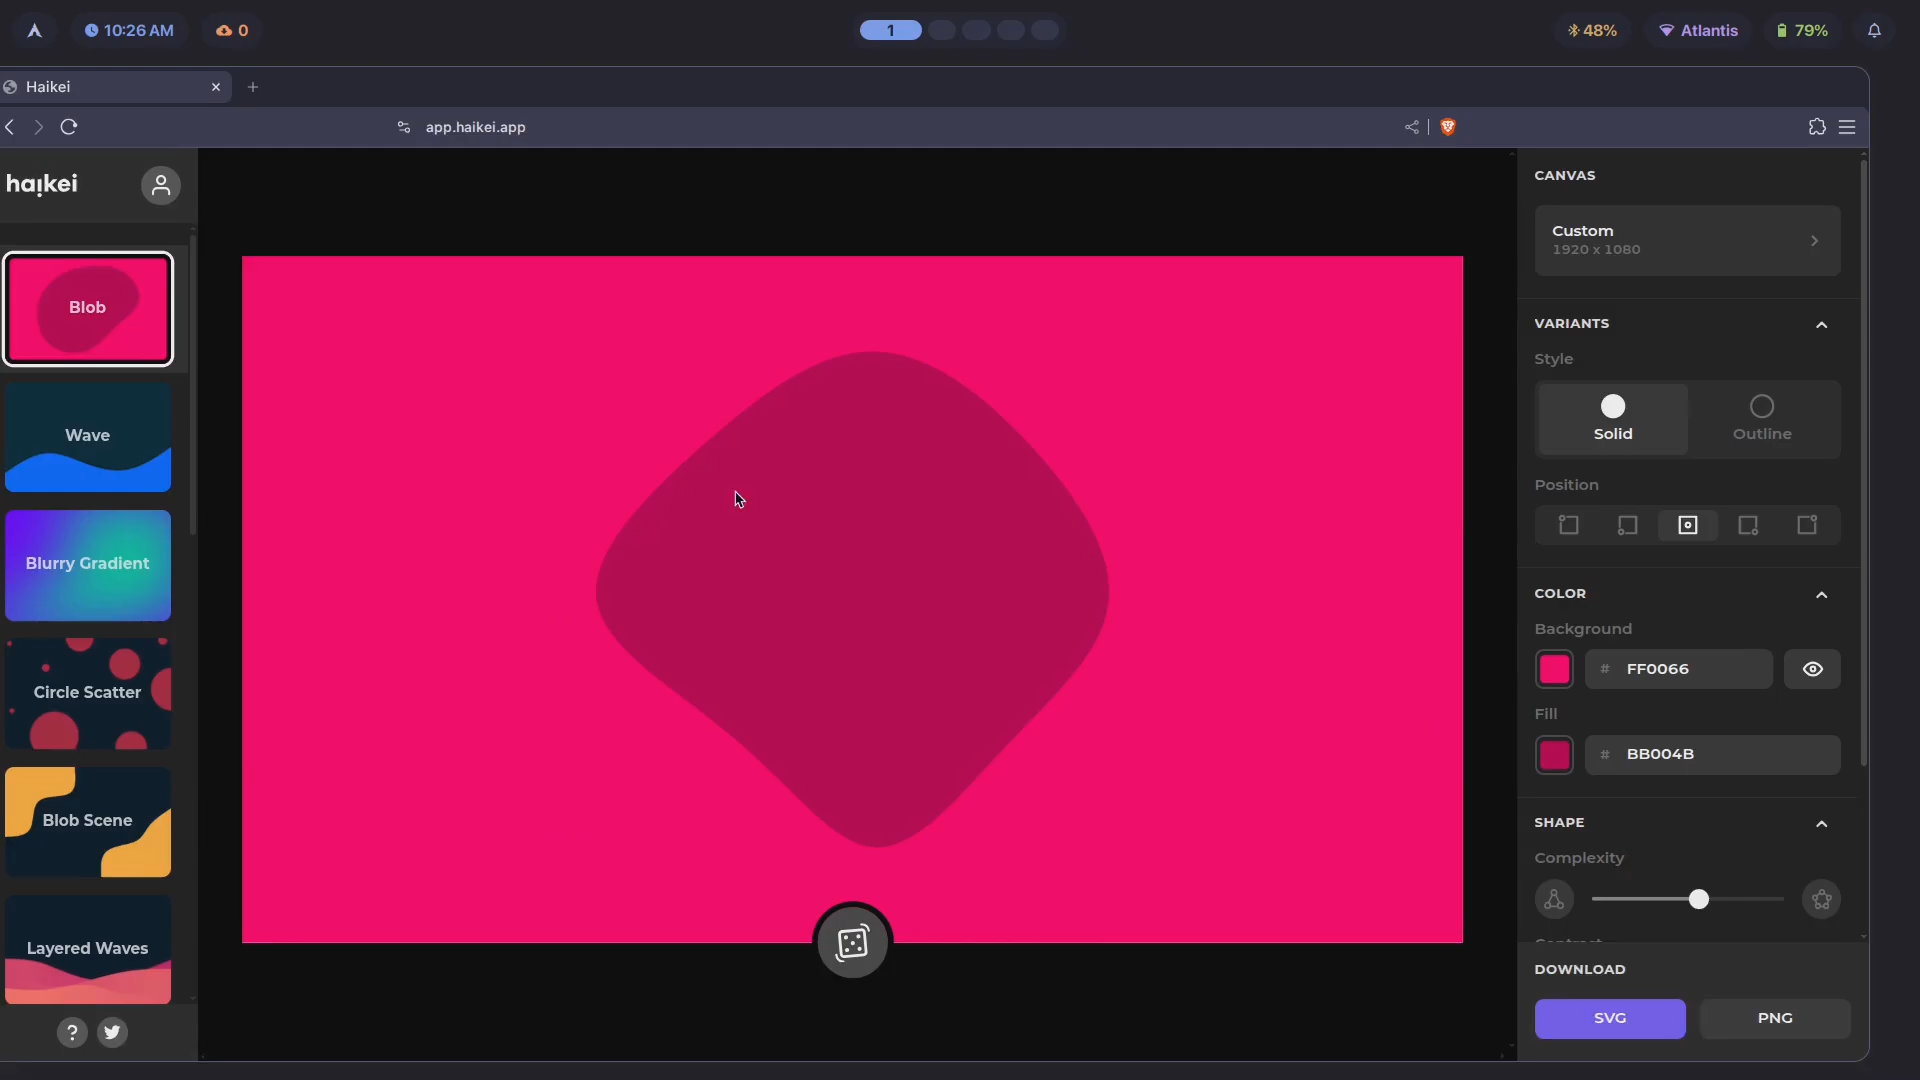 10:26 AM
0
1
48%
Atlantis
79%
Haikei
app.haikei.app
haikei
Blob
Wave
Blurry Gradient
Circle Scatter
Blob Scene
Layered Waves
?
CANVAS
Custom
1920 x 1080
VARIANTS
Style
Solid
Outline
Position
COLOR
Background
# FF0066
Fill
# BB004B
SHAPE
Complexity
DOWNLOAD
SVG
PNG